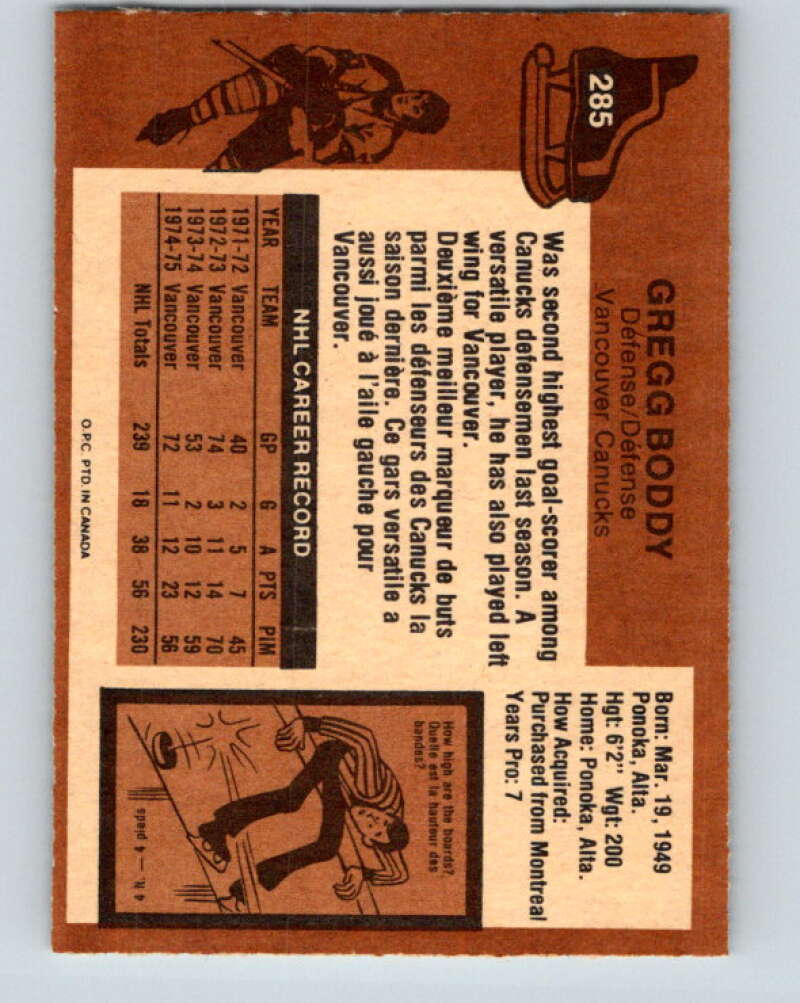 285
GREGG BODDY
Defense/Défense
Vancouver Canucks
Born: Mar. 19, 1949
Ponoka, Alta.
Hgt: 6'2" Wgt: 200
Home: Ponoka, Alta.
How Acquired:
Purchased from Montreal
Years Pro: 7
Was second highest goal-scorer among
Canucks defensemen last season. A
versatile player, he has also played left
wing for Vancouver.
Deuxième meilleur marqueur de buts
parmi les défenseurs des Canucks la
saison dernière. Ce gars versatile a
aussi joué à l'aile gauche pour
Vancouver.
NHL CAREER RECORD
YEAR TEAM GP G A PTS PIM
1971-72 Vancouver 40 2 5 7 45
1972-73 Vancouver 74 3 11 14 70
1973-74 Vancouver 53 2 10 12 59
1974-75 Vancouver 72 11 12 23 56
NHL Totals 239 18 38 56 230
How high are the boards?
Quelle est la hauteur des
bandes?
4 ft. — 4 pieds
O.P.C. PTD. IN CANADA